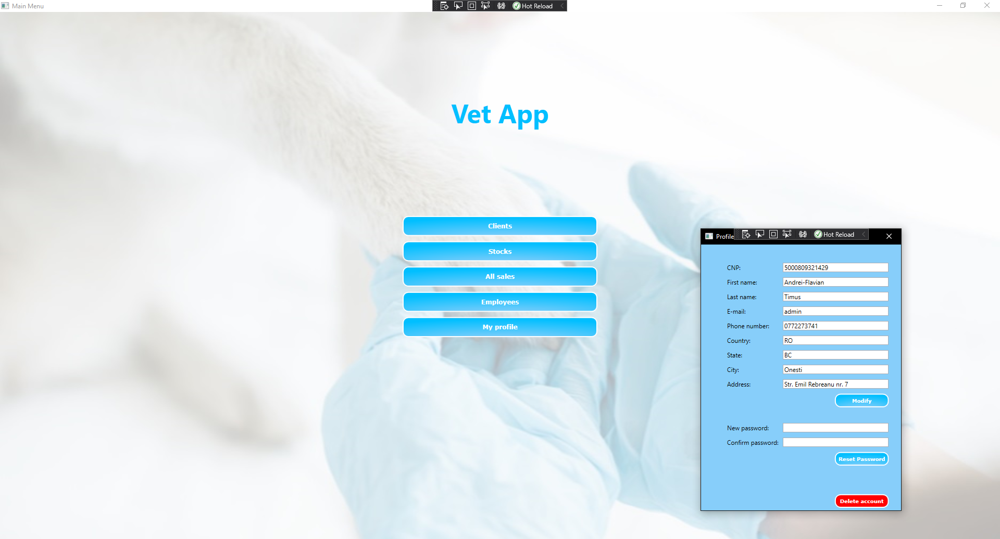 Main Menu
Hot Reload
Vet App
Clients
Stocks
All sales
Employees
My profile
Profile
Hot Reload
CNP: 5000809321429
First name: Andrei-Flavian
Last name: Timus
E-mail: admin
Phone number: 0772273741
Country: RO
State: BC
City: Onesti
Address: Str. Emil Rebreanu nr. 7
Modify
New password:
Confirm password:
Reset Password
Delete account